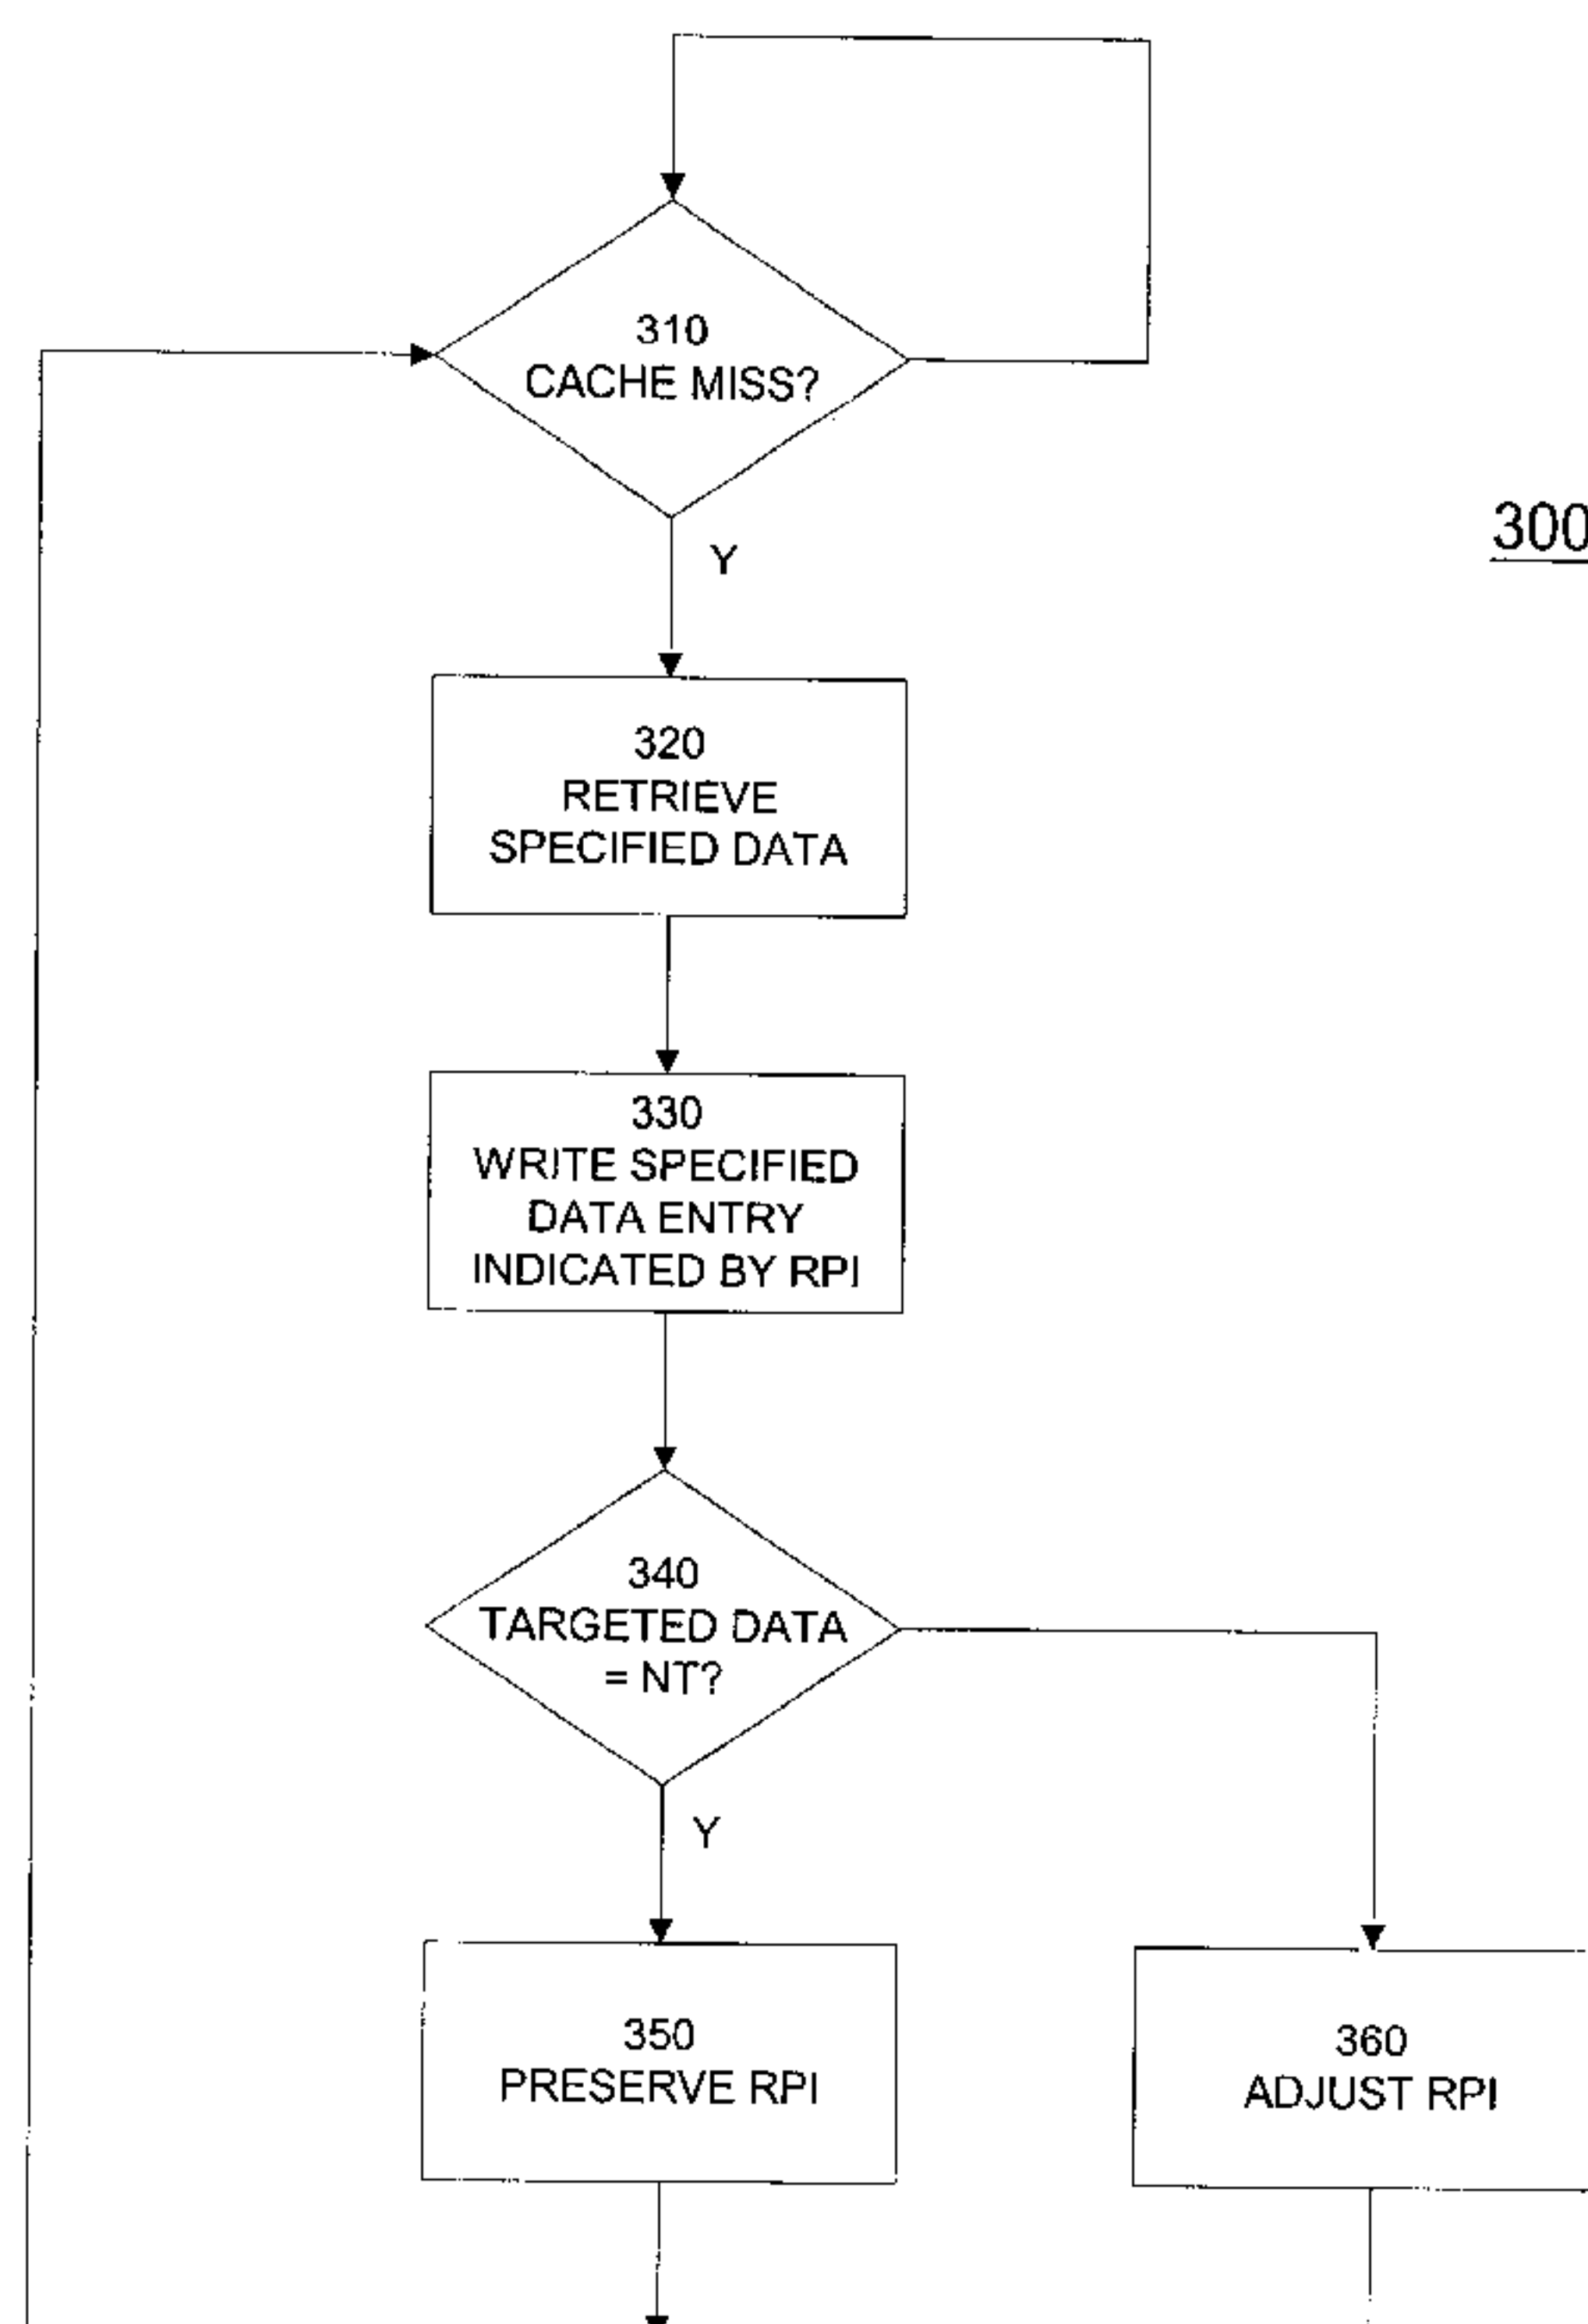 310
CACHE MISS?
300
Y
320
RETRIEVE
SPECIFIED DATA
330
WRITE SPECIFIED
DATA ENTRY
INDICATED BY RPI
340
TARGETED DATA
= NT?
Y
350
PRESERVE RPI
360
ADJUST RPI